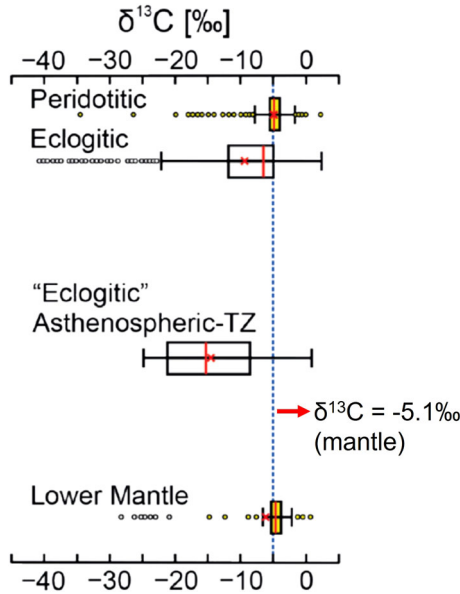 δ¹³C [‰]
−40 −30 −20 −10 0
Peridotitic
Eclogitic
“Eclogitic”
Asthenospheric-TZ
δ¹³C = -5.1‰
(mantle)
Lower Mantle
−40 −30 −20 −10 0